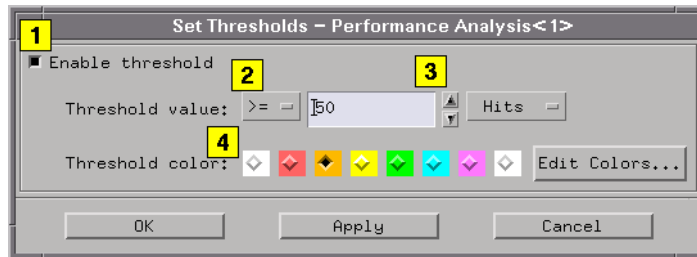 Set Thresholds - Performance Analysis<1>
1
Enable threshold
2
3
Threshold value: >= 50 Hits
4
Threshold color: Edit Colors...
OK Apply Cancel